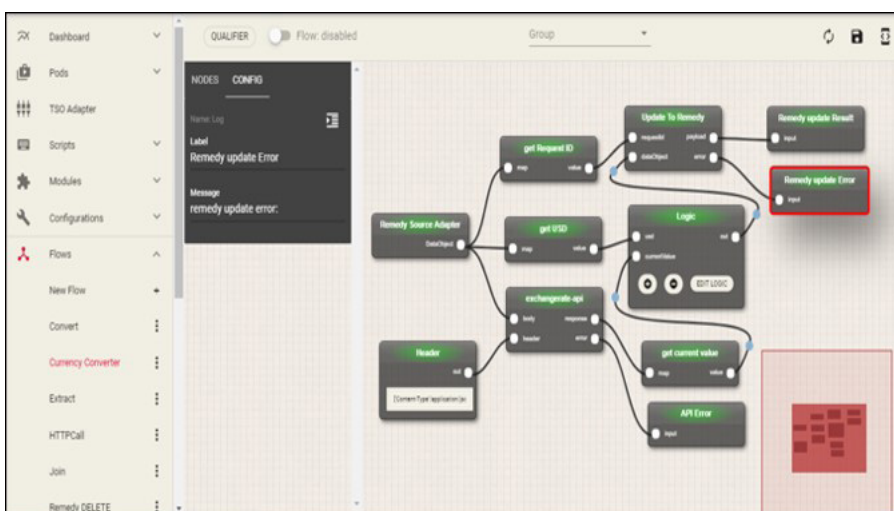 Dashboard
Pods
TSO Adapter
Scripts
Modules
Configurations
Flows
New Flow
Convert
Currency Converter
Extract
HTTPCall
Join
Remedy DELETE
QUALIFIER
Flow: disabled
Group
NODES CONFIG
Name: Log
Label
Remedy update Error
Message
remedy update error:
Remedy Source Adapter
DataObject
Header
out
get Request ID
map value
get USD
map value
exchangerate-api
body response
header error
Update To Remedy
requestId payload
dataObject error
Logic
usd out
currentValue
EDIT LOGIC
get current value
map value
API Error
input
Remedy update Result
input
Remedy update Error
input